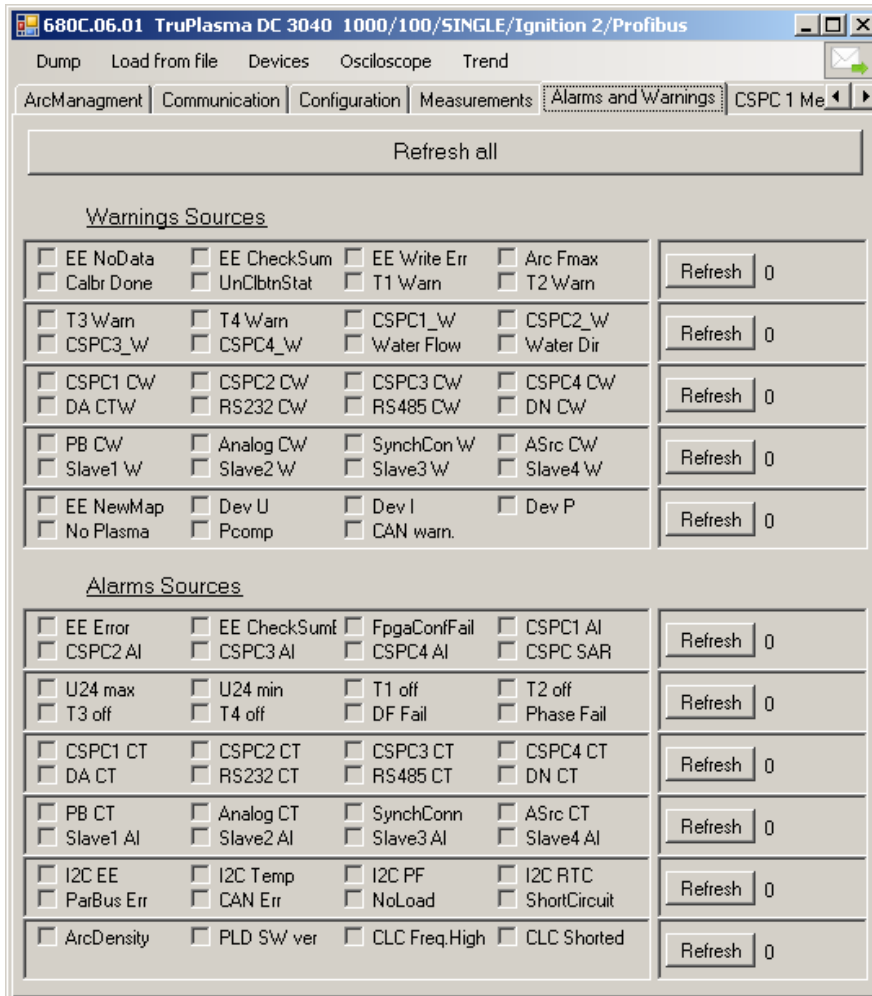 680C.06.01 TruPlasma DC 3040 1000/100/SINGLE/Ignition 2/Profibus
Dump Load from file Devices Osciloscope Trend
ArcManagment Communication Configuration Measurements Alarms and Warnings CSPC 1 Me
Refresh all
Warnings Sources
EE NoData EE CheckSum EE Write Err Arc Fmax
Calbr Done UnClbtnStat T1 Warn T2 Warn
Refresh 0
T3 Warn T4 Warn CSPC1_W CSPC2_W
CSPC3_W CSPC4_W Water Flow Water Dir
Refresh 0
CSPC1 CW CSPC2 CW CSPC3 CW CSPC4 CW
DA CTW RS232 CW RS485 CW DN CW
Refresh 0
PB CW Analog CW SynchCon W ASrc CW
Slave1 W Slave2 W Slave3 W Slave4 W
Refresh 0
EE NewMap Dev U Dev I Dev P
No Plasma Pcomp CAN warn.
Refresh 0
Alarms Sources
EE Error EE CheckSumE FpgaConfFail CSPC1 Al
CSPC2 Al CSPC3 Al CSPC4 Al CSPC SAR
Refresh 0
U24 max U24 min T1 off T2 off
T3 off T4 off DF Fail Phase Fail
Refresh 0
CSPC1 CT CSPC2 CT CSPC3 CT CSPC4 CT
DA CT RS232 CT RS485 CT DN CT
Refresh 0
PB CT Analog CT SynchConn ASrc CT
Slave1 Al Slave2 Al Slave3 Al Slave4 Al
Refresh 0
I2C EE I2C Temp I2C PF I2C RTC
ParBus Err CAN Err NoLoad ShortCircuit
Refresh 0
ArcDensity PLD SW ver CLC Freq.High CLC Shorted
Refresh 0